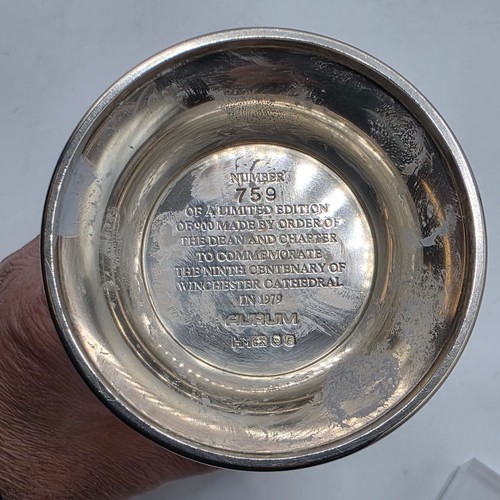 NUMBER
759
OF A LIMITED EDITION
OF 900 MADE BY ORDER OF
THE DEAN AND CHAPTER
TO COMMEMORATE
THE NINTH CENTENARY OF
WINCHESTER CATHEDRAL
IN 1979
AURUM